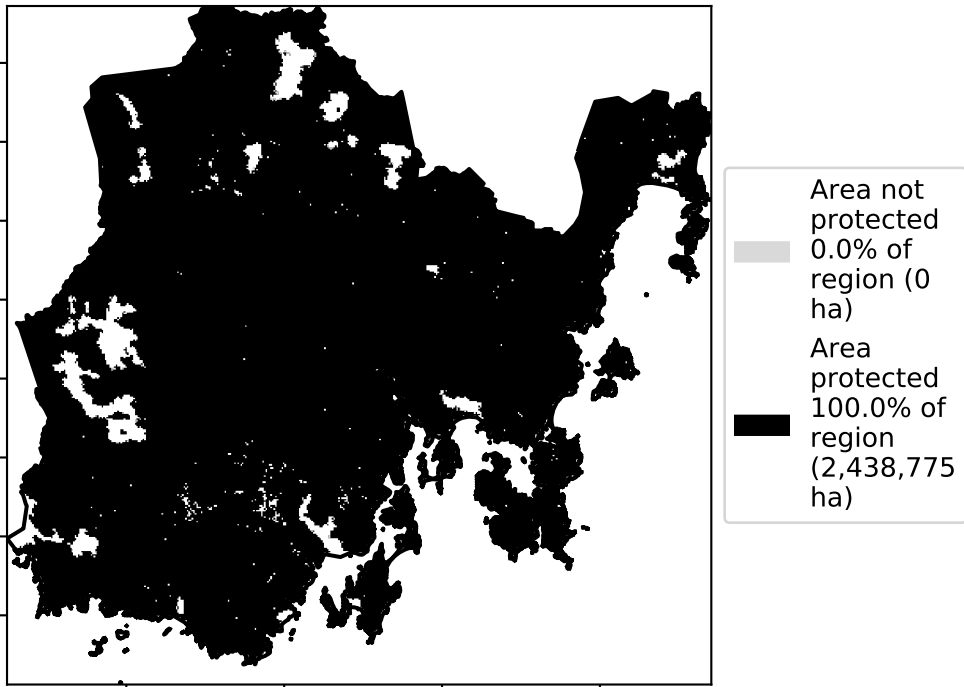 Area not
protected
0.0% of
region (0
ha)
Area
protected
100.0% of
region
(2,438,775
ha)